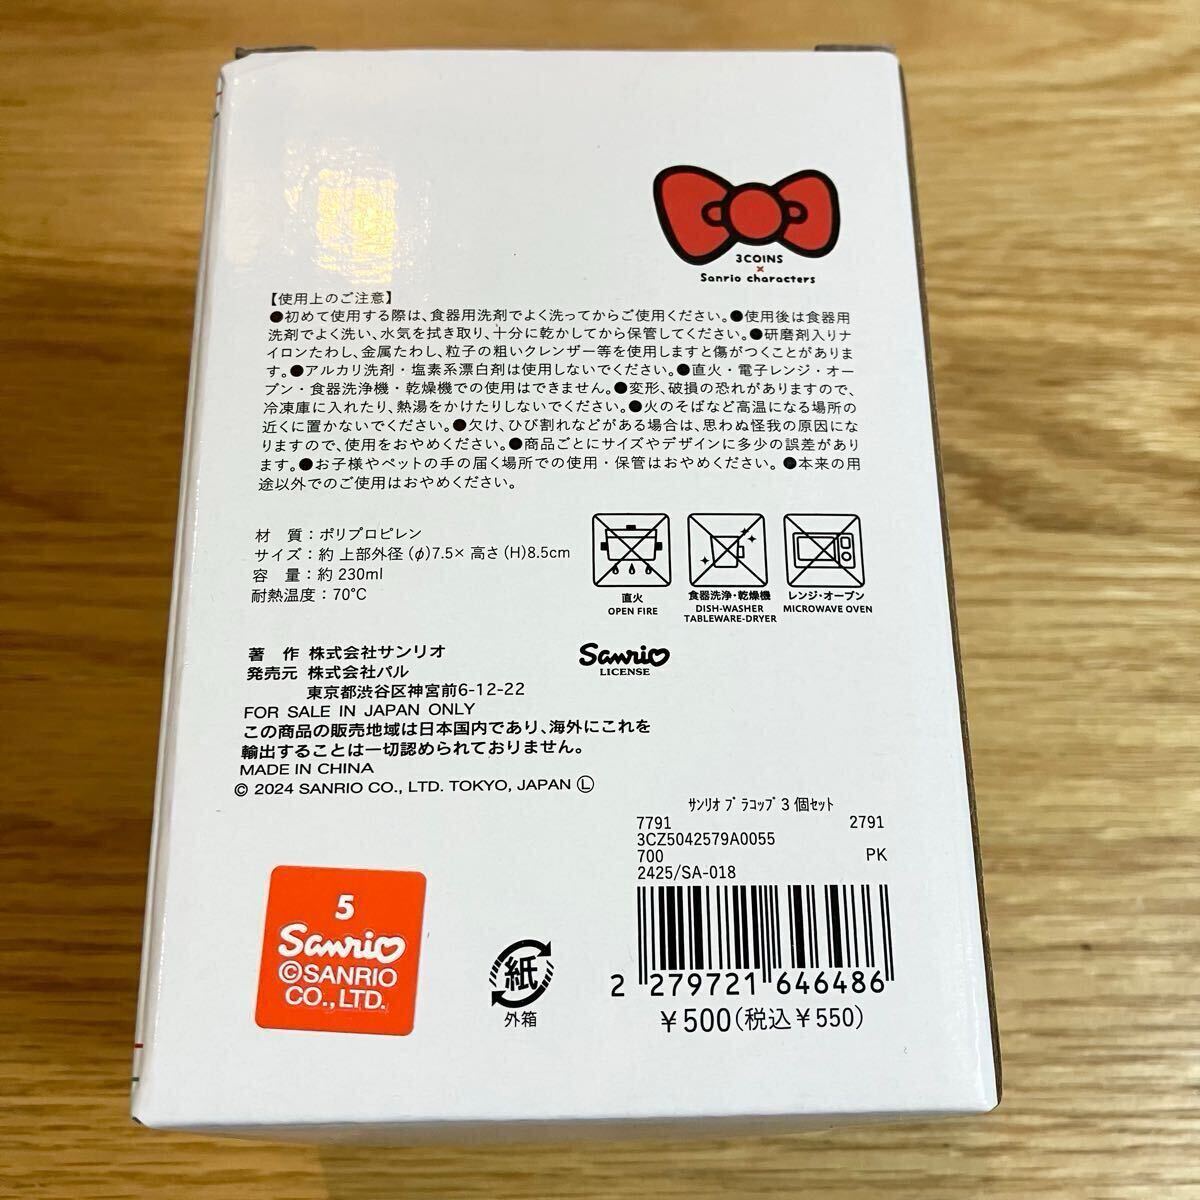 3COINS
×
Sanrio characters
【使用上のご注意】
●初めて使用する際は、食器用洗剤でよく洗ってからご使用ください。●使用後は食器用
洗剤でよく洗い、水気を拭き取り、十分に乾かしてから保管してください。●研磨剤入りナ
イロンたわし、金属たわし、粒子の粗いクレンザー等を使用しますと傷がつくことがありま
す。●アルカリ洗剤・塩素系漂白剤は使用しないでください。●直火・電子レンジ・オー
ブン・食器洗浄機・乾燥機での使用はできません。●変形、破損の恐れがありますので、
冷凍庫に入れたり、熱湯をかけたりしないでください。●火のそばなど高温になる場所の
近くに置かないでください。●欠け、ひび割れなどがある場合は、思わぬ怪我の原因にな
りますので、使用をおやめください。●商品ごとにサイズやデザインに多少の誤差があり
ます。●お子様やペットの手の届く場所での使用・保管はおやめください。●本来の用
途以外でのご使用はおやめください。
材 質：ポリプロピレン
サイズ：約 上部外径(φ)7.5×高さ(H)8.5cm
容 量：約 230ml
耐熱温度：70℃
直火
OPEN FIRE
食器洗浄・乾燥機
DISH-WASHER
TABLEWARE-DRYER
レンジ・オーブン
MICROWAVE OVEN
著 作 株式会社サンリオ
発売元 株式会社パル
東京都渋谷区神宮前6-12-22
Sanrio
LICENSE
FOR SALE IN JAPAN ONLY
この商品の販売地域は日本国内であり、海外にこれを
輸出することは一切認められておりません。
MADE IN CHINA
© 2024 SANRIO CO., LTD. TOKYO, JAPAN Ⓛ
ｻﾝﾘｵ ﾌﾟﾗｺｯﾌﾟ3個ｾｯﾄ
7791 2791
3CZ5042579A0055
700 PK
2425/SA-018
2 279721 646486
￥500(税込￥550)
5
Sanrio
©SANRIO
CO., LTD.
紙
外箱